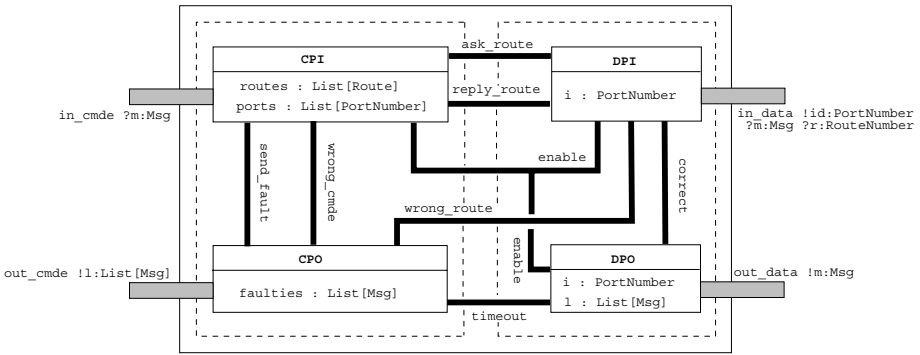 ask_route
CPI
DPI
routes : List[Route]
ports : List[PortNumber]
reply_route
i : PortNumber
in_cmde ?m:Msg
in_data !id:PortNumber
?m:Msg ?r:RouteNumber
send_fault
wrong_cmde
enable
correct
wrong_route
enable
CPO
DPO
out_cmde !l:List[Msg]
out_data !m:Msg
faulties : List[Msg]
i : PortNumber
l : List[Msg]
timeout